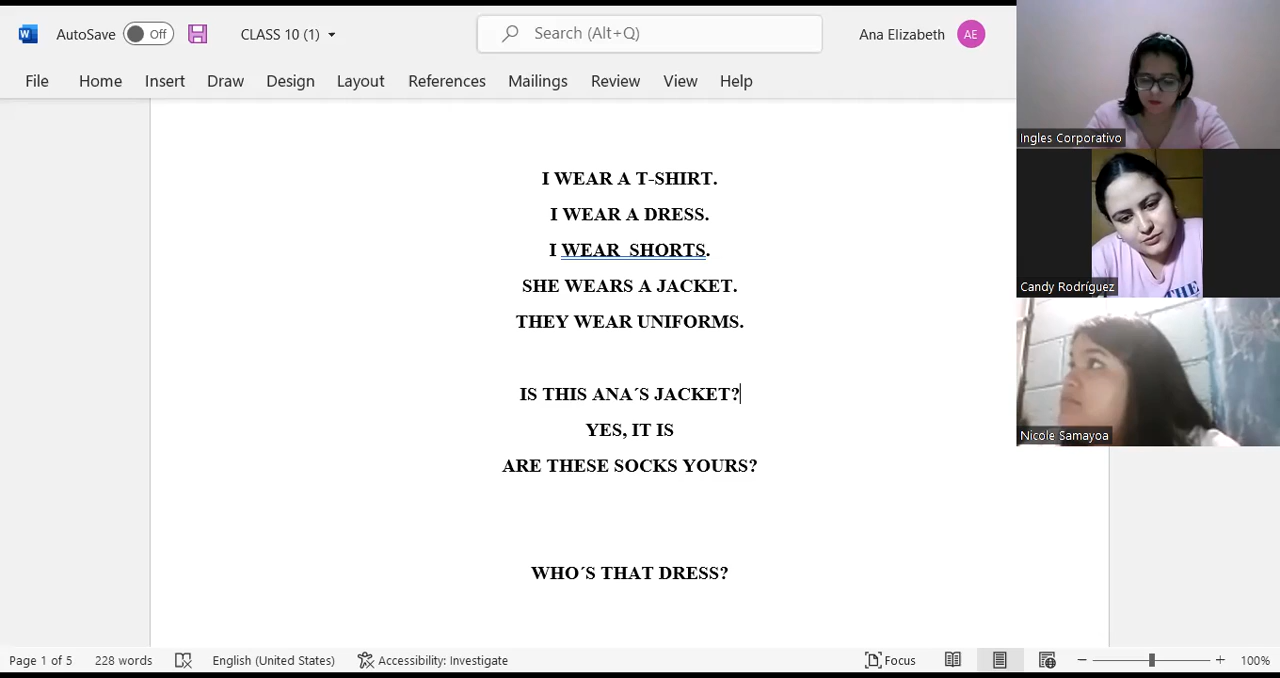 AutoSave Off CLASS 10 (1) Search (Alt+Q) Ana Elizabeth AE
File Home Insert Draw Design Layout References Mailings Review View Help
I WEAR A T-SHIRT.
I WEAR A DRESS.
I WEAR  SHORTS.
SHE WEARS A JACKET.
THEY WEAR UNIFORMS.
IS THIS ANA´S JACKET?
YES, IT IS
ARE THESE SOCKS YOURS?
WHO´S THAT DRESS?
Ingles Corporativo
Candy Rodríguez
THE
Nicole Samayoa
Page 1 of 5 228 words English (United States) Accessibility: Investigate Focus 100%